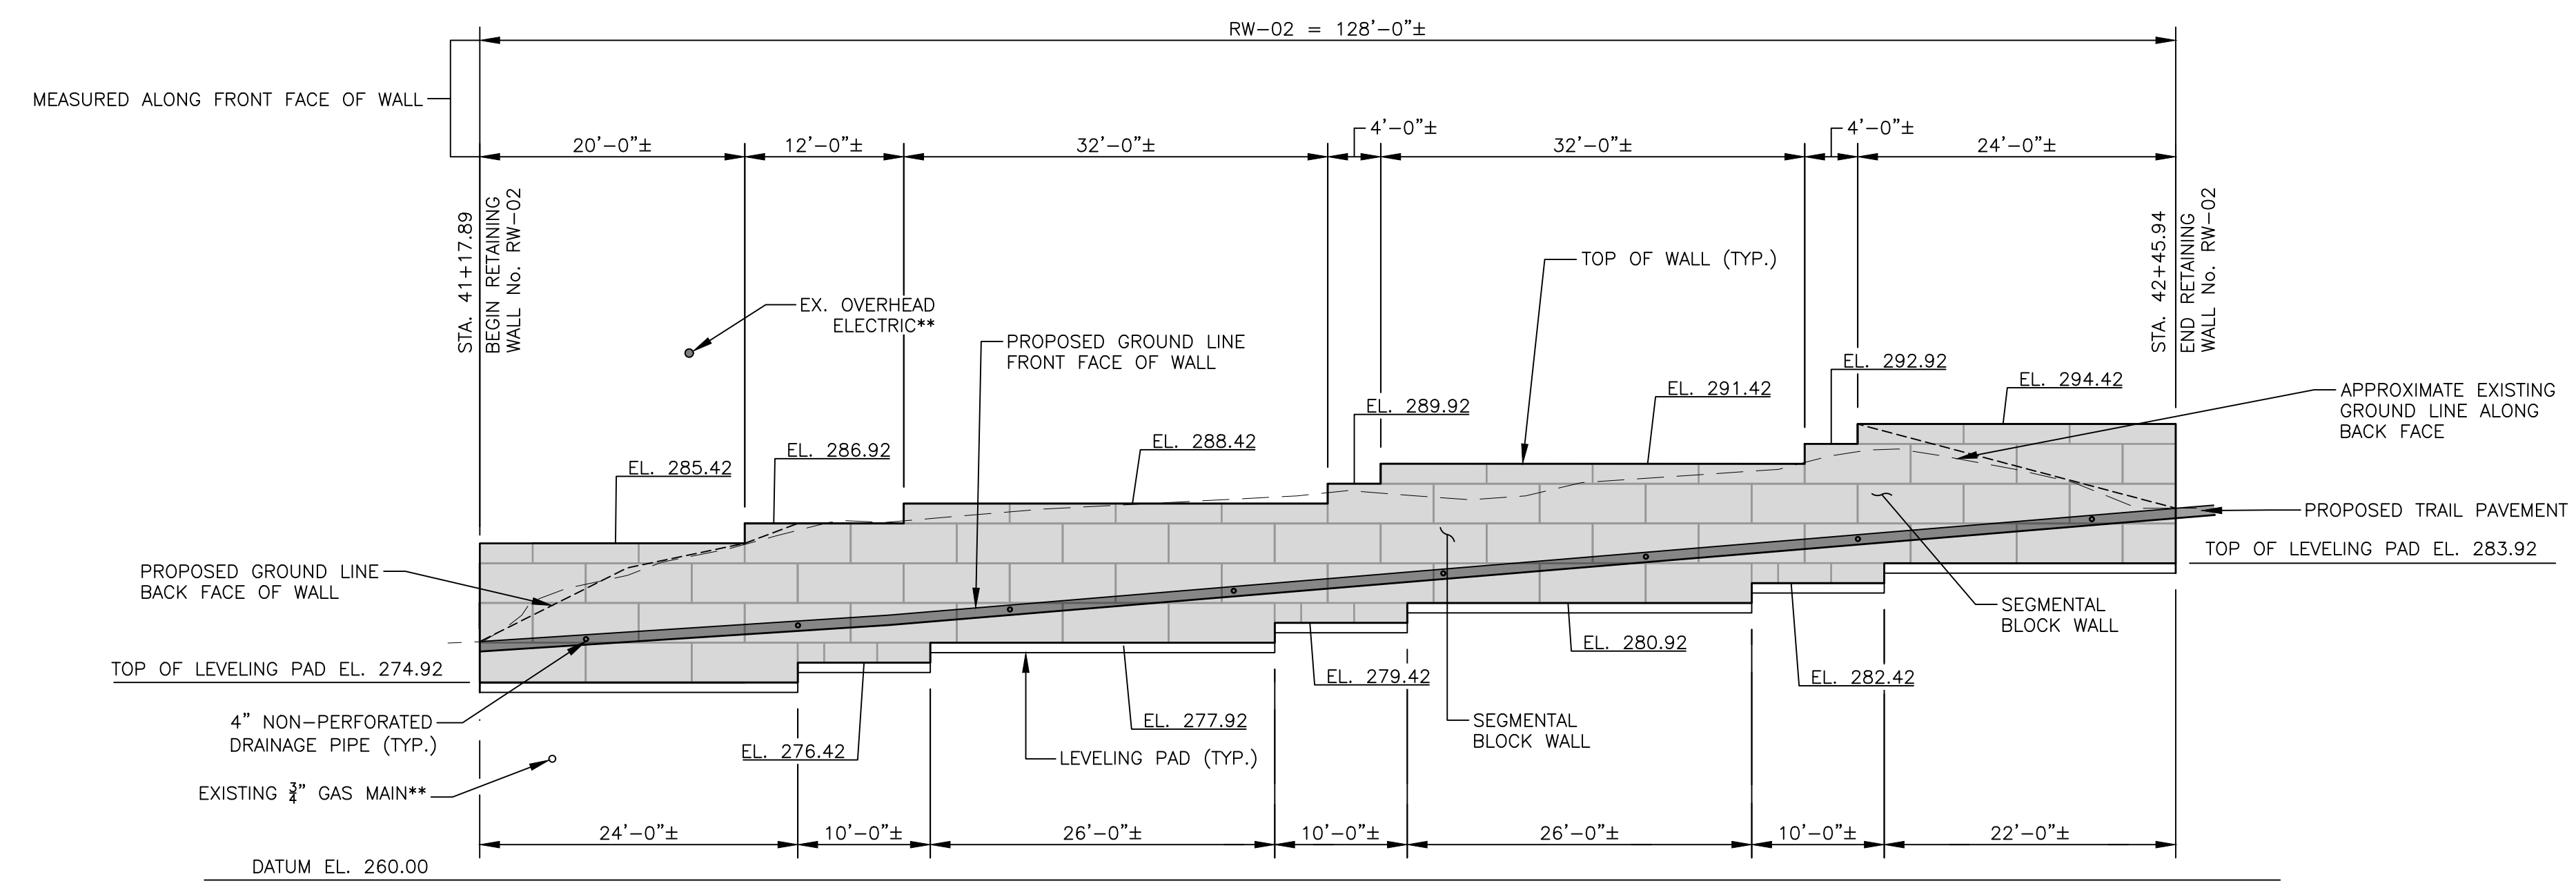 RW-02 = 128'-0"±
MEASURED ALONG FRONT FACE OF WALL
20'-0"±
12'-0"±
32'-0"±
4'-0"±
32'-0"±
4'-0"±
24'-0"±
STA. 41+17.89
BEGIN RETAINING
WALL No. RW-02
STA. 42+45.94
END RETAINING
WALL No. RW-02
TOP OF WALL (TYP.)
EX. OVERHEAD
ELECTRIC**
PROPOSED GROUND LINE
FRONT FACE OF WALL
EL. 285.42
EL. 286.92
EL. 288.42
EL. 289.92
EL. 291.42
EL. 292.92
EL. 294.42
APPROXIMATE EXISTING
GROUND LINE ALONG
BACK FACE
PROPOSED TRAIL PAVEMENT
TOP OF LEVELING PAD EL. 283.92
PROPOSED GROUND LINE
BACK FACE OF WALL
TOP OF LEVELING PAD EL. 274.92
4" NON-PERFORATED
DRAINAGE PIPE (TYP.)
EXISTING 3/4" GAS MAIN**
EL. 276.42
EL. 277.92
LEVELING PAD (TYP.)
EL. 279.42
SEGMENTAL
BLOCK WALL
EL. 280.92
EL. 282.42
SEGMENTAL
BLOCK WALL
24'-0"±
10'-0"±
26'-0"±
10'-0"±
26'-0"±
10'-0"±
22'-0"±
DATUM EL. 260.00